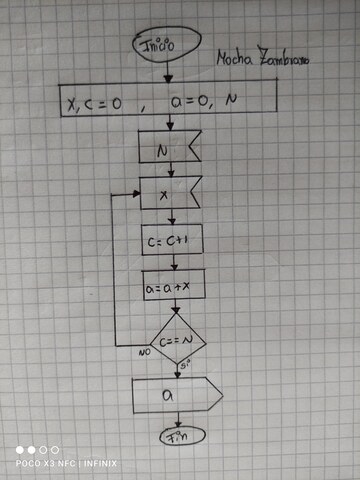 Inicio
Mocha Zambrano
X, C = 0 , a = 0, N
N
X
C = C+1
a = a + x
C == N
NO
Si
a
Fin
POCO X3 NFC | INFINIX